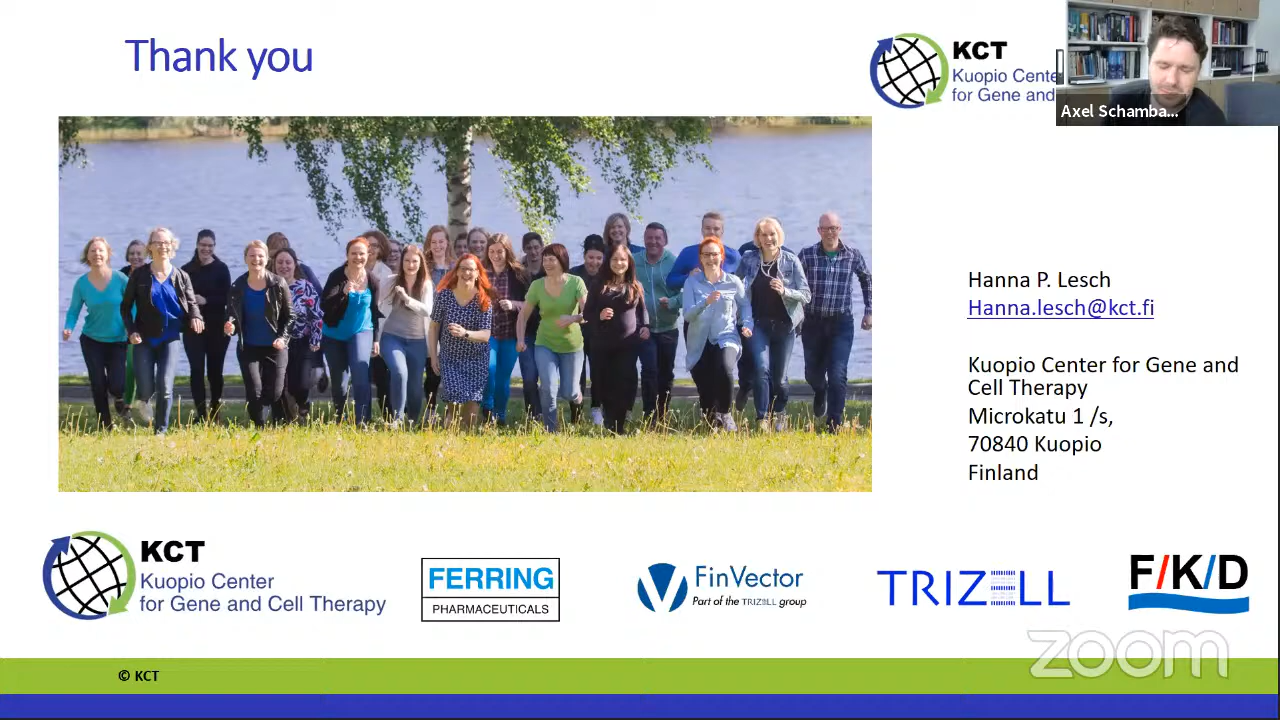 Thank you
KCT
Kuopio Cente
for Gene and
Axel Schamba...
Hanna P. Lesch
Hanna.lesch@kct.fi
Kuopio Center for Gene and
Cell Therapy
Microkatu 1 /s,
70840 Kuopio
Finland
KCT
Kuopio Center
for Gene and Cell Therapy
FERRING
PHARMACEUTICALS
FinVector
Part of the TRIZELL group
TRIZELL
F/K/D
zoom
© KCT